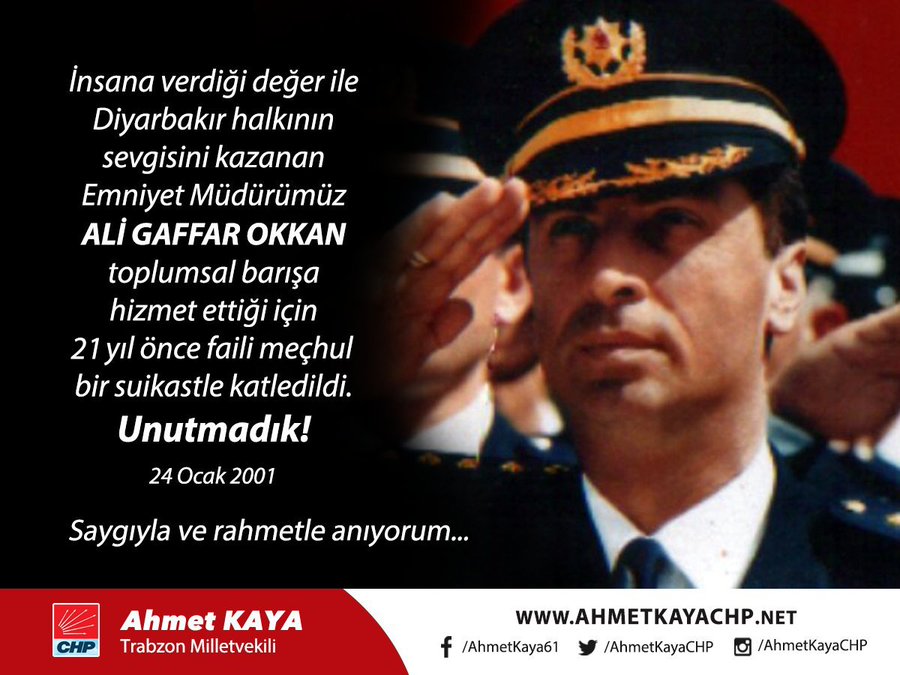 İnsana verdiği değer ile
Diyarbakır halkının
sevgisini kazanan
Emniyet Müdürümüz
ALİ GAFFAR OKKAN
toplumsal barışa
hizmet ettiği için
21 yıl önce faili meçhul
bir suikastle katledildi.
Unutmadık!
24 Ocak 2001
Saygıyla ve rahmetle anıyorum...
CHP
Ahmet KAYA
Trabzon Milletvekili
WWW.AHMETKAYACHP.NET
/AhmetKaya61 /AhmetKayaCHP /AhmetKayaCHP